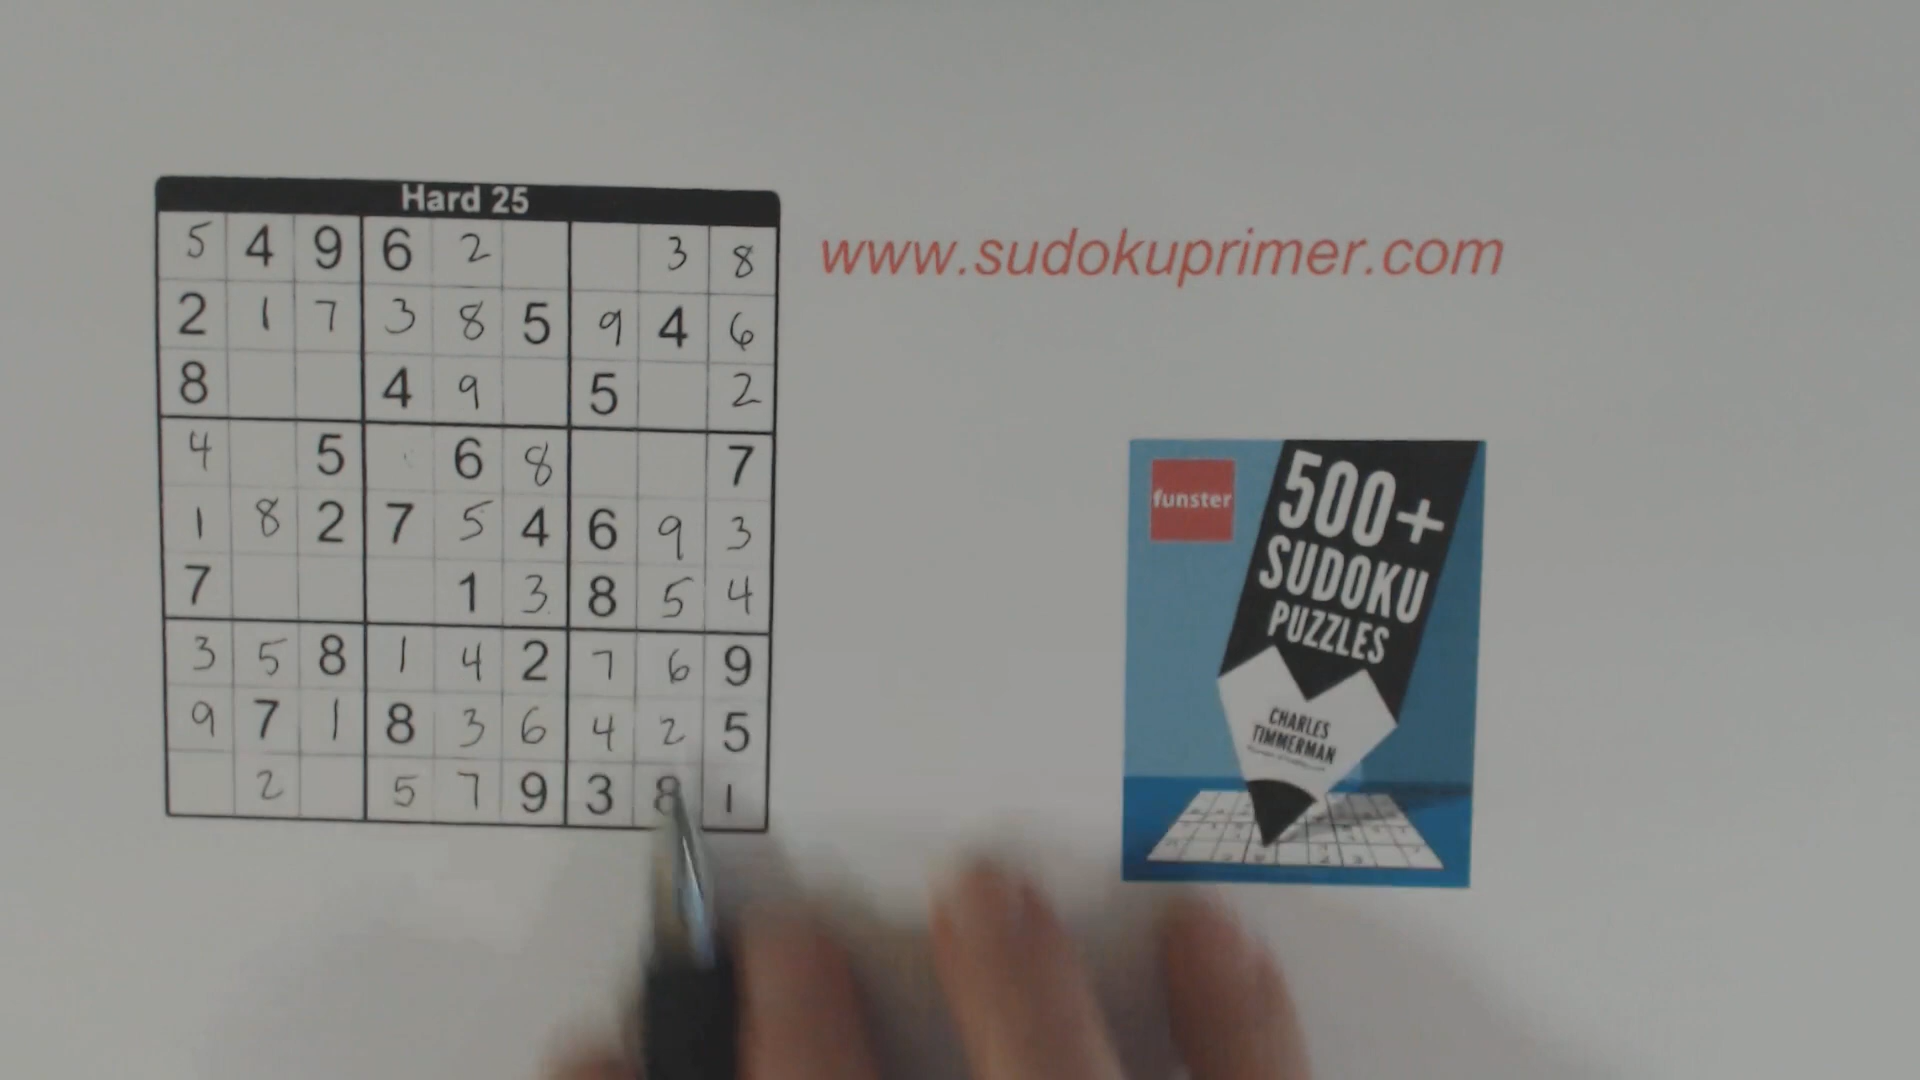 Hard 25
5 4 9 6 2 3 8
2 1 7 3 8 5 9 4 6
8 4 9 5 2
4 5 6 8 7
1 8 2 7 5 4 6 9 3
7 1 3 8 5 4
3 5 8 1 4 2 7 6 9
9 7 1 8 3 6 4 2 5
2 5 7 9 3 8 1
www.sudokuprimer.com
funster
500+
SUDOKU
PUZZLES
CHARLES
TIMMERMAN